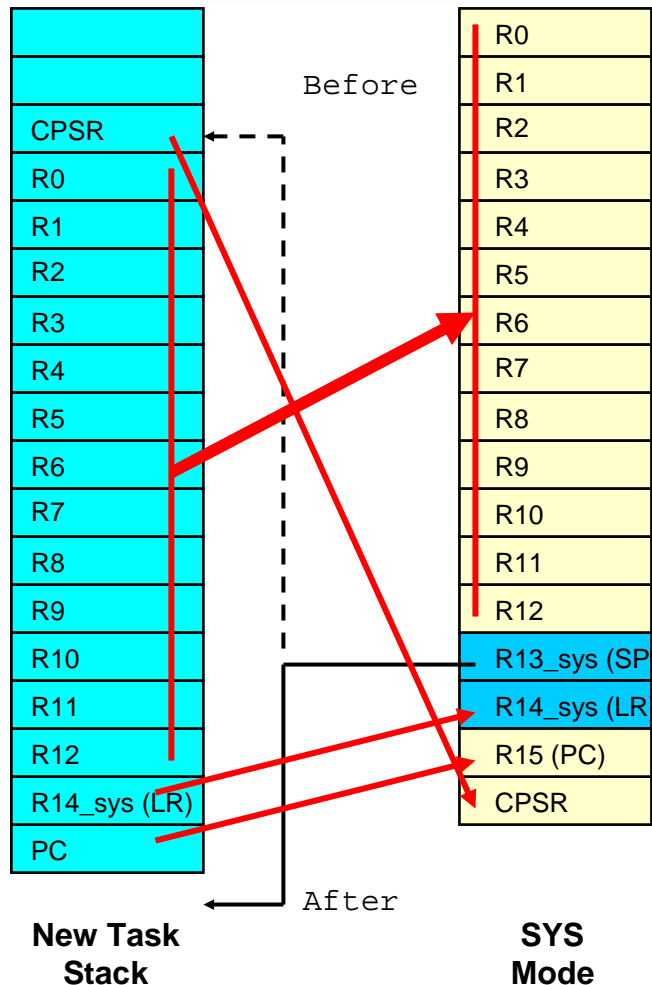 CPSR
R0
R1
R2
R3
R4
R5
R6
R7
R8
R9
R10
R11
R12
R14_sys (LR)
PC
New Task
Stack
Before
After
R0
R1
R2
R3
R4
R5
R6
R7
R8
R9
R10
R11
R12
R13_sys (SP
R14_sys (LR)
R15 (PC)
CPSR
SYS
Mode